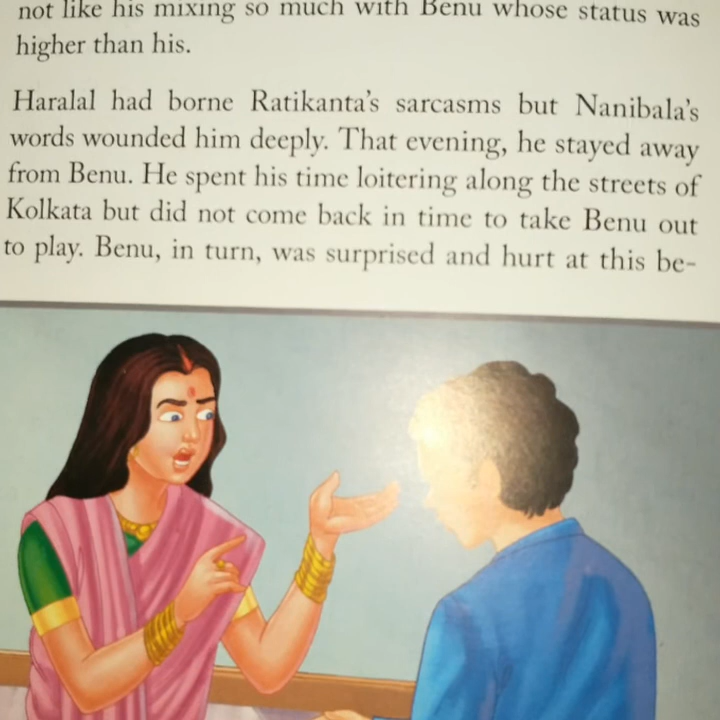 not like his mixing so much with Benu whose status was
higher than his.
Haralal had borne Ratikanta's sarcasms but Nanibala's
words wounded him deeply. That evening, he stayed away
from Benu. He spent his time loitering along the streets of
Kolkata but did not come back in time to take Benu out
to play. Benu, in turn, was surprised and hurt at this be-